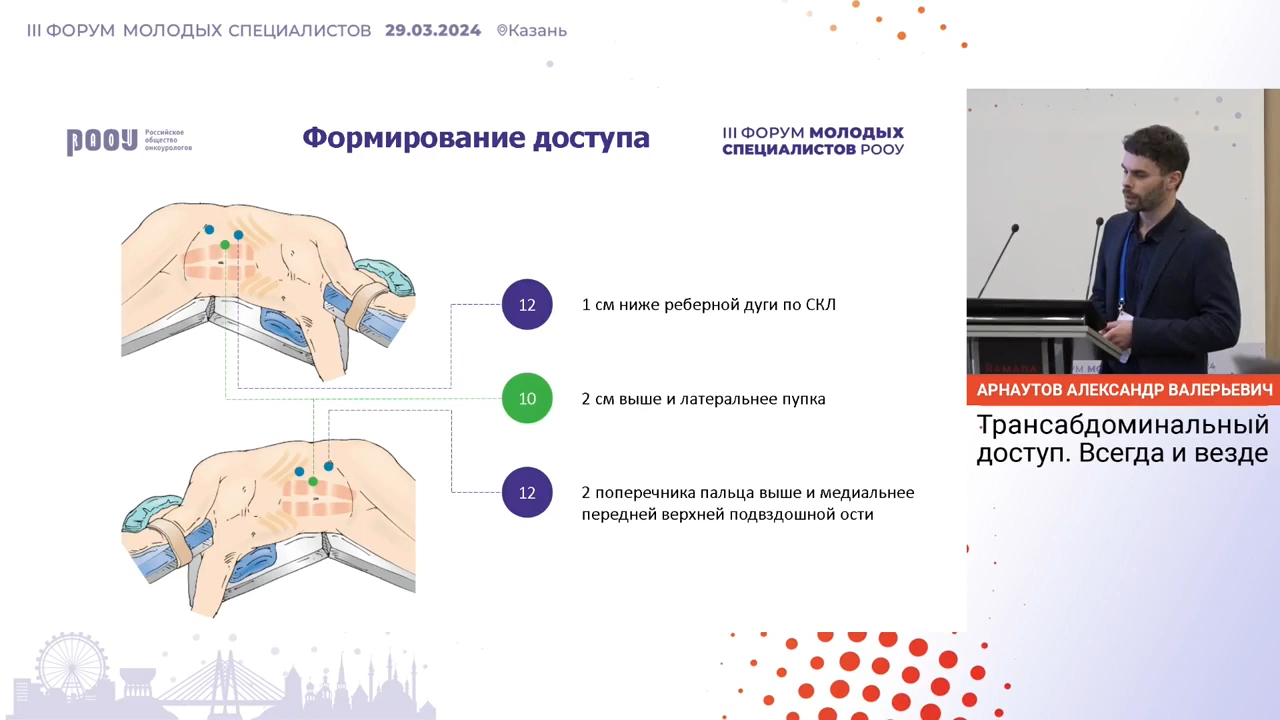 III ФОРУМ МОЛОДЫХ СПЕЦИАЛИСТОВ 29.03.2024 Казань
РООУ
Российское
общество
онкоурологов
Формирование доступа
III ФОРУМ МОЛОДЫХ
СПЕЦИАЛИСТОВ РООУ
12
1 см ниже реберной дуги по СКЛ
10
2 см выше и латеральнее пупка
12
2 поперечника пальца выше и медиальнее
передней верхней подвздошной ости
АРНАУТОВ АЛЕКСАНДР ВАЛЕРЬЕВИЧ
Трансабдоминальный
доступ. Всегда и везде